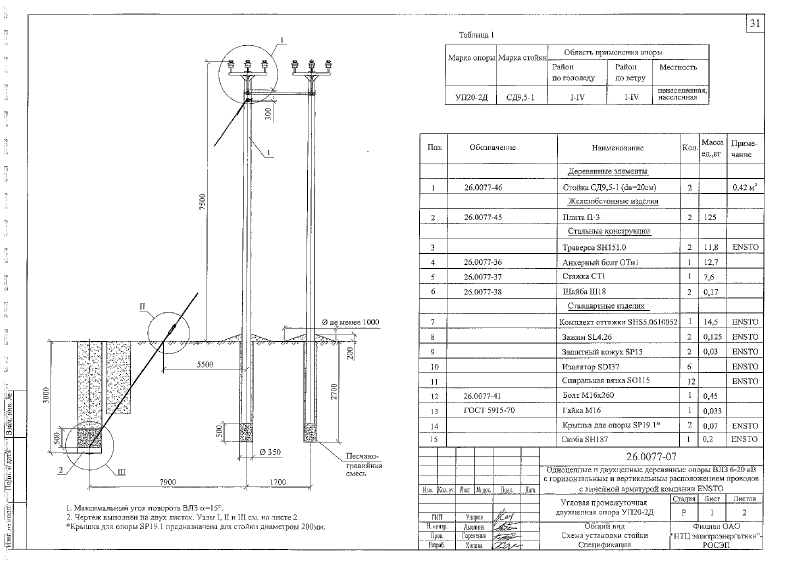 31
Таблица 1
Марка опоры Марка стойки Область применения опоры
Район по гололеду Район по ветру Местность
УП20-2Д СД9,5-1 I-IV I-IV ненаселенная, населенная
Поз. Обозначение Наименование Кол. Масса ед.,кг Приме-чание
Деревянные элементы
1 26.0077-46 Стойка СД9,5-1 (da=20см) 2 0,42 м³
Железобетонные изделия
2 26.0077-45 Плита П-3 2 125
Стальные конструкции
3 Траверса SH151.0 2 11,8 ENSTO
4 26.0077-36 Анкерный болт ОТи1 1 12,7
5 26.0077-37 Стяжка СТ1 1 7,6
6 26.0077-38 Шайба Ш18 2 0,17
Стандартные изделия
7 Комплект оттяжки SHS5.0610052 1 14,5 ENSTO
8 Зажим SL4.26 2 0,125 ENSTO
9 Защитный кожух SP15 2 0,03 ENSTO
10 Изолятор SDI37 6 ENSTO
11 Спиральная вязка SO115 12 ENSTO
12 26.0077-41 Болт М16х260 1 0,45
13 ГОСТ 5915-70 Гайка М16 1 0,033
14 Крышка для опоры SP19.1* 2 0,07 ENSTO
15 Скоба SH187 1 0,2 ENSTO
26.0077-07
Одноцепные и двухцепные деревянные опоры ВЛЗ 6-20 кВ
с горизонтальным и вертикальным расположением проводов
с линейной арматурой компании ENSTO
Изм. Кол.уч. Лист №док. Подп. Дата
Угловая промежуточная
двухцепная опора УП20-2Д
Стадия Лист Листов
Р 1 2
ГИП Ударов
Н.контр.
Пров.
Разраб.
Общий вид
Схема установки стойки
Спецификация
Филиал ОАО
"НТЦ электроэнергетики"-
РОСЭП
I
300
1
7500
II
Ø не менее 1000
200
5500
3000
2700
500
500
Ø 350
Песчано-
гравийная
смесь
2
III
7900
1700
1. Максимальный угол поворота ВЛЗ α=15°.
2. Чертеж выполнен на двух листах. Узлы I, II и III см. на листе 2.
*Крышка для опоры SP19.1 предназначена для стойки диаметром 200мм.
Взам. инв. №
Подп. и дата
Инв. № подл.